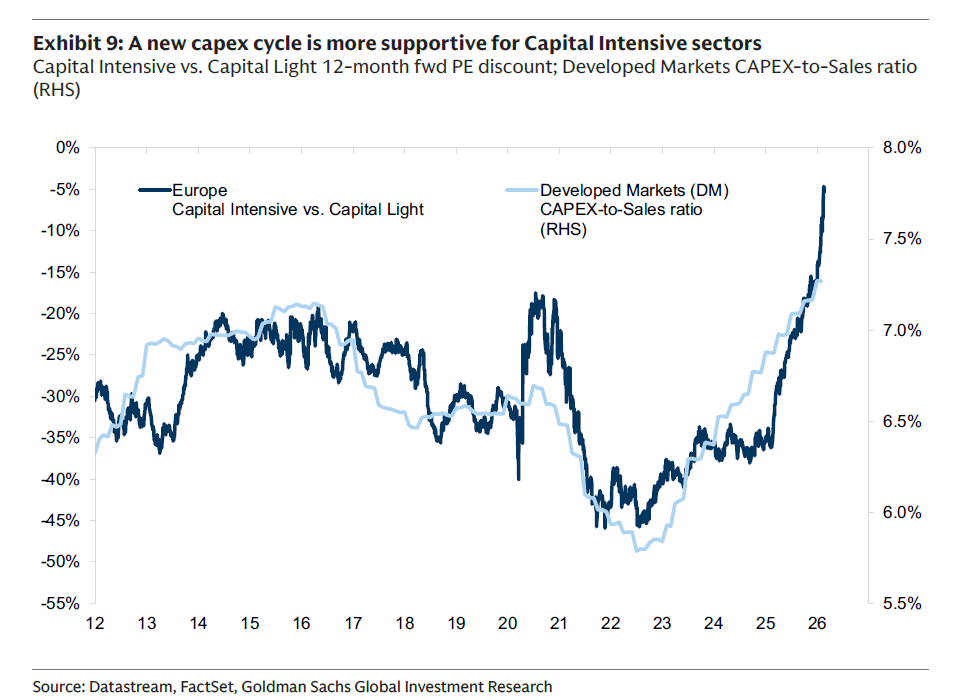 Exhibit 9: A new capex cycle is more supportive for Capital Intensive sectors
Capital Intensive vs. Capital Light 12-month fwd PE discount; Developed Markets CAPEX-to-Sales ratio
(RHS)
0%
-5%
-10%
-15%
-20%
-25%
-30%
-35%
-40%
-45%
-50%
-55%
Europe
Capital Intensive vs. Capital Light
Developed Markets (DM)
CAPEX-to-Sales ratio
(RHS)
8.0%
7.5%
7.0%
6.5%
6.0%
5.5%
12 13 14 15 16 17 18 19 20 21 22 23 24 25 26
Source: Datastream, FactSet, Goldman Sachs Global Investment Research